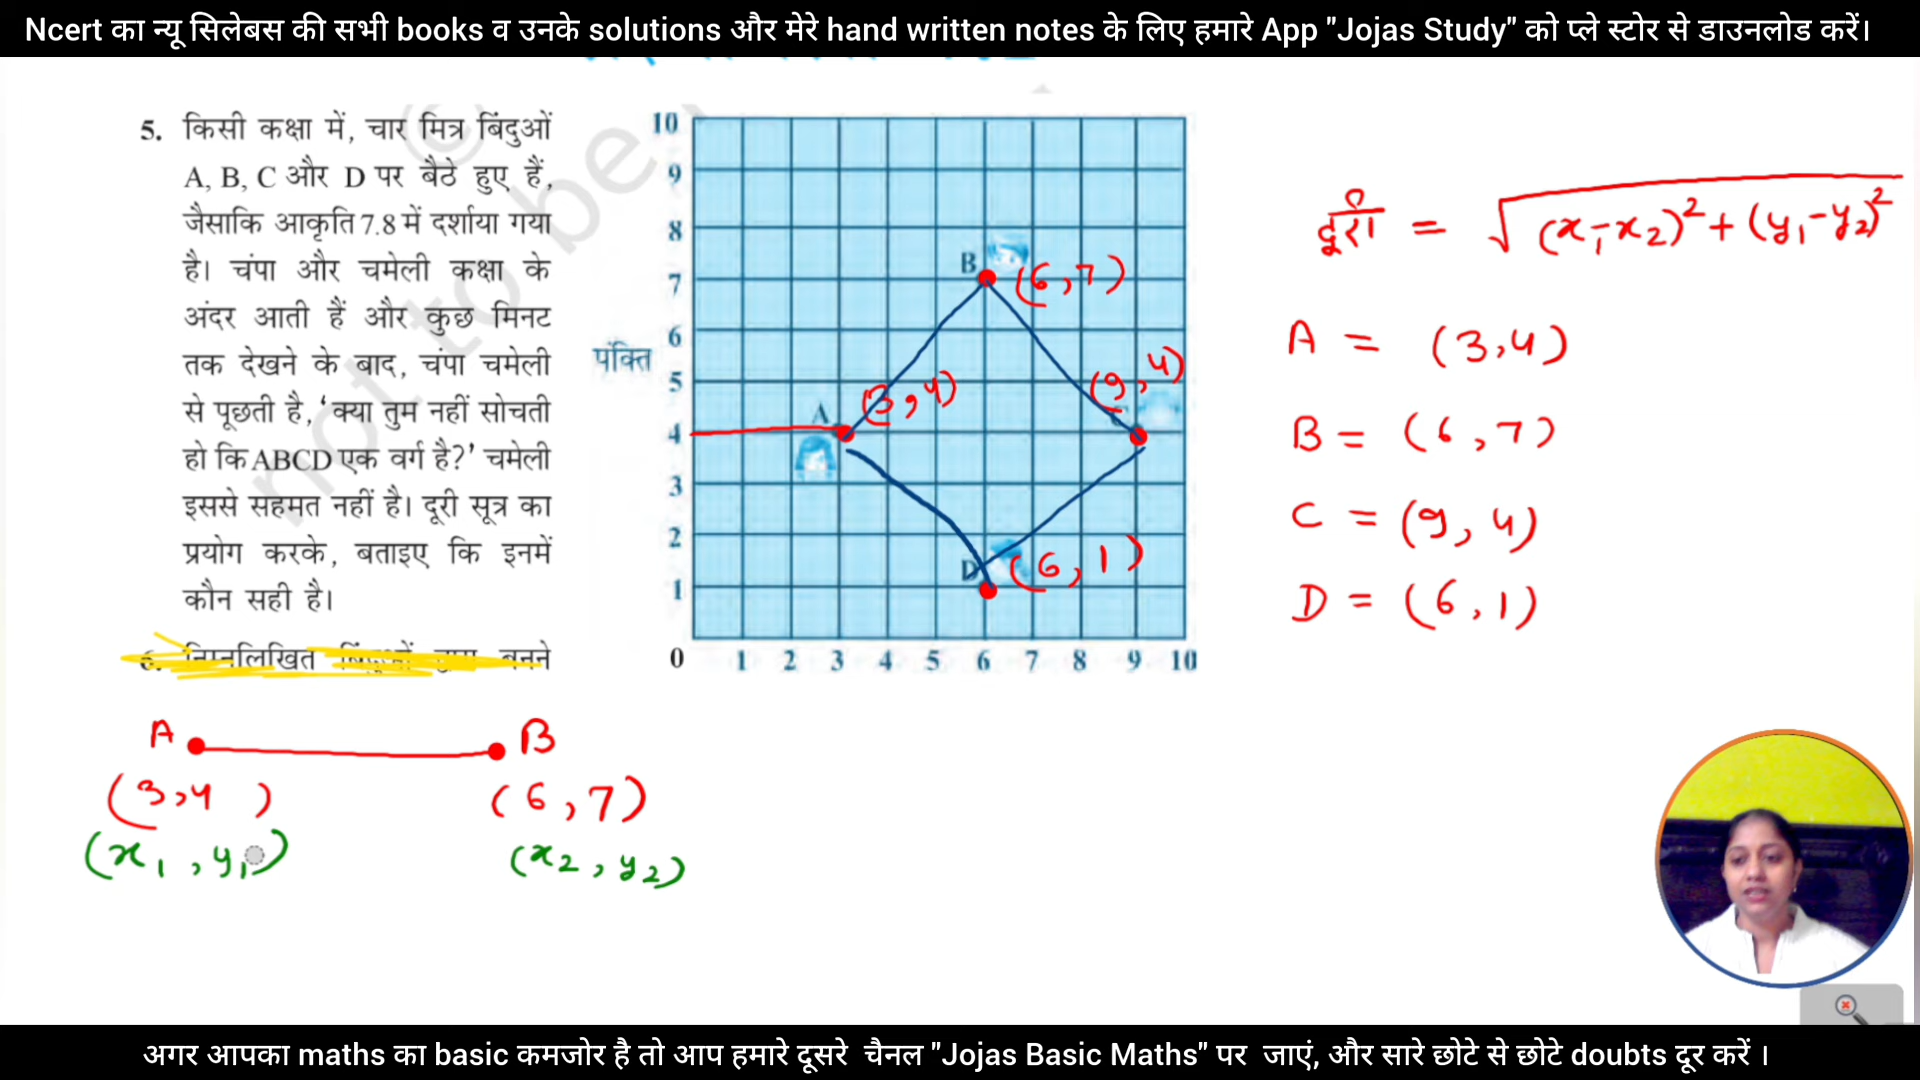 Ncert का न्यू सिलेबस की सभी books व उनके solutions और मेरे hand written notes के लिए हमारे App "Jojas Study" को प्ले स्टोर से डाउनलोड करें।
5. किसी कक्षा में, चार मित्र बिंदुओं
A, B, C और D पर बैठे हुए हैं,
जैसाकि आकृति 7.8 में दर्शाया गया
है। चंपा और चमेली कक्षा के
अंदर आती हैं और कुछ मिनट
तक देखने के बाद, चंपा चमेली
से पूछती है, ‘क्या तुम नहीं सोचती
हो कि ABCD एक वर्ग है?’ चमेली
इससे सहमत नहीं है। दूरी सूत्र का
प्रयोग करके, बताइए कि इनमें
कौन सही है।
6. निम्नलिखित बिंदुओं द्वारा बनने
not to be
10
9
8
7
6
5
4
3
2
1
पंक्ति
0 1 2 3 4 5 6 7 8 9 10
B (6,7)
A (3,4)
(9,4)
D (6,1)
दूरी = √(x₁-x₂)² + (y₁-y₂)²
A = (3,4)
B = (6,7)
C = (9,4)
D = (6,1)
A B
(3,4) (6,7)
(x₁,y₁) (x₂,y₂)
अगर आपका maths का basic कमजोर है तो आप हमारे दूसरे चैनल "Jojas Basic Maths" पर जाएं, और सारे छोटे से छोटे doubts दूर करें ।